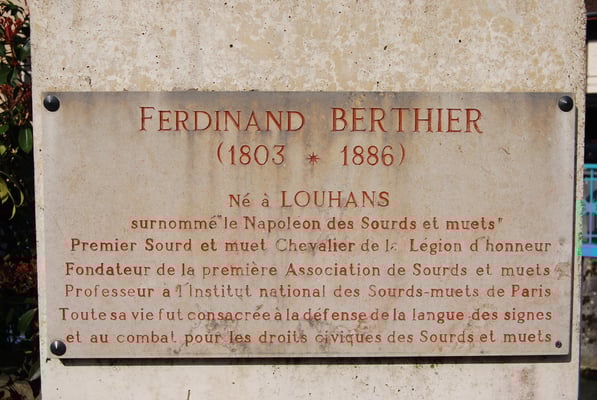 FERDINAND BERTHIER
(1803 * 1886)
Né à LOUHANS
surnommé "le Napoléon des Sourds et muets"
Premier Sourd et muet Chevalier de la Légion d'honneur
Fondateur de la première Association de Sourds et muets
Professeur à l'Institut national des Sourds-muets de Paris
Toute sa vie fut consacrée à la défense de la langue des signes
et au combat pour les droits civiques des Sourds et muets.